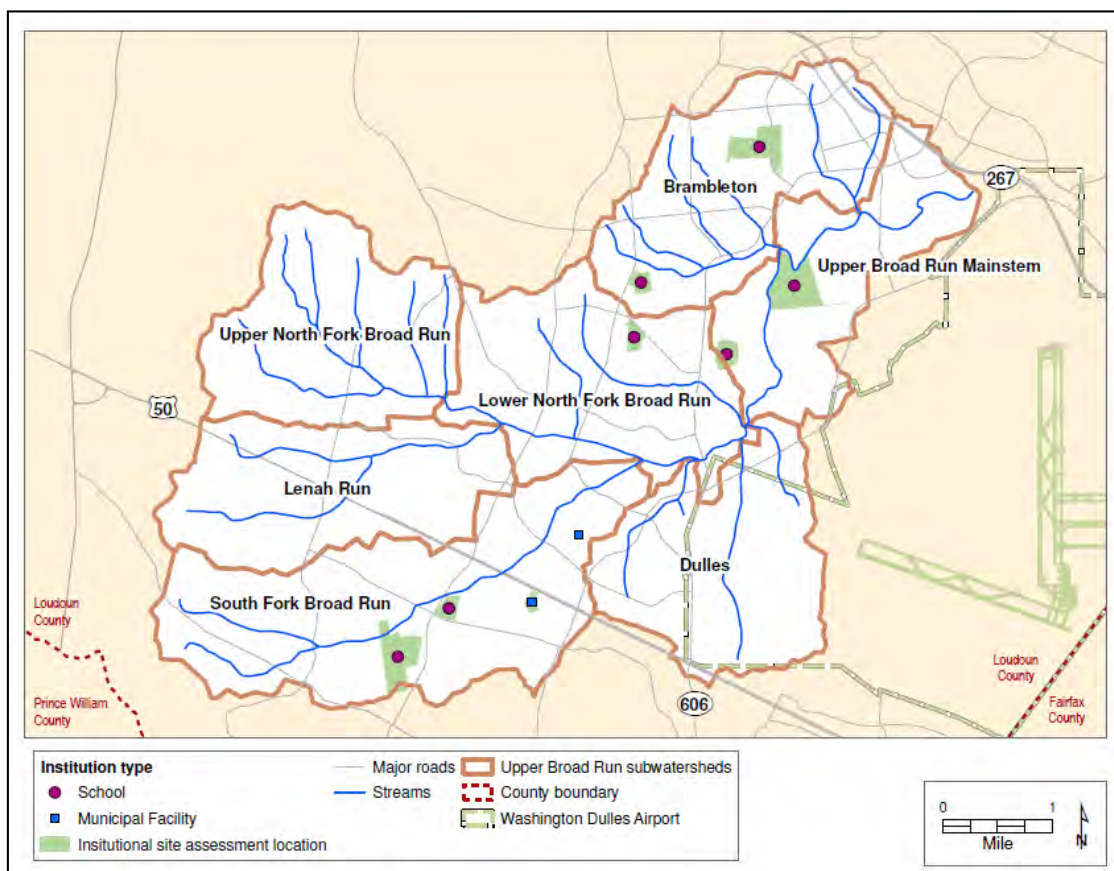 Brambleton
267
Upper Broad Run Mainstem
Upper North Fork Broad Run
50
Lower North Fork Broad Run
Lenah Run
Dulles
South Fork Broad Run
Loudoun
County
Prince William
County
606
Loudoun
County
Fairfax
County
Institution type
School
Municipal Facility
Insitutional site assessment location
Major roads
Streams
Upper Broad Run subwatersheds
County boundary
Washington Dulles Airport
0 1
Mile
N